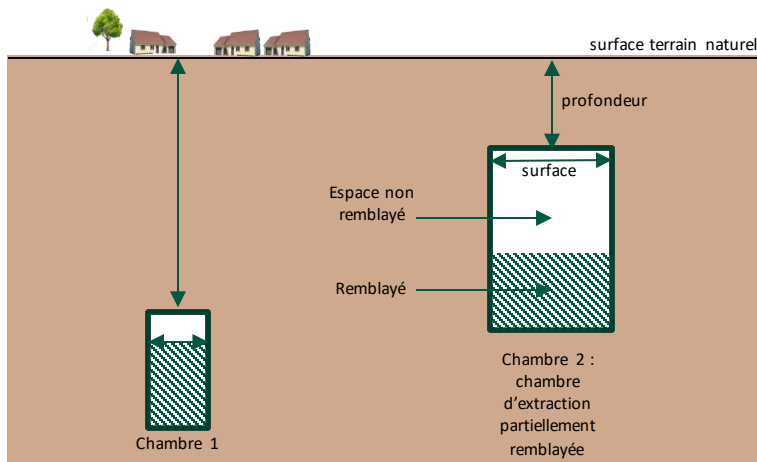 surface terrain naturel
profondeur
surface
Espace non
remblayé
Remblayé
Chambre 1
Chambre 2 :
chambre
d’extraction
partiellement
remblayée